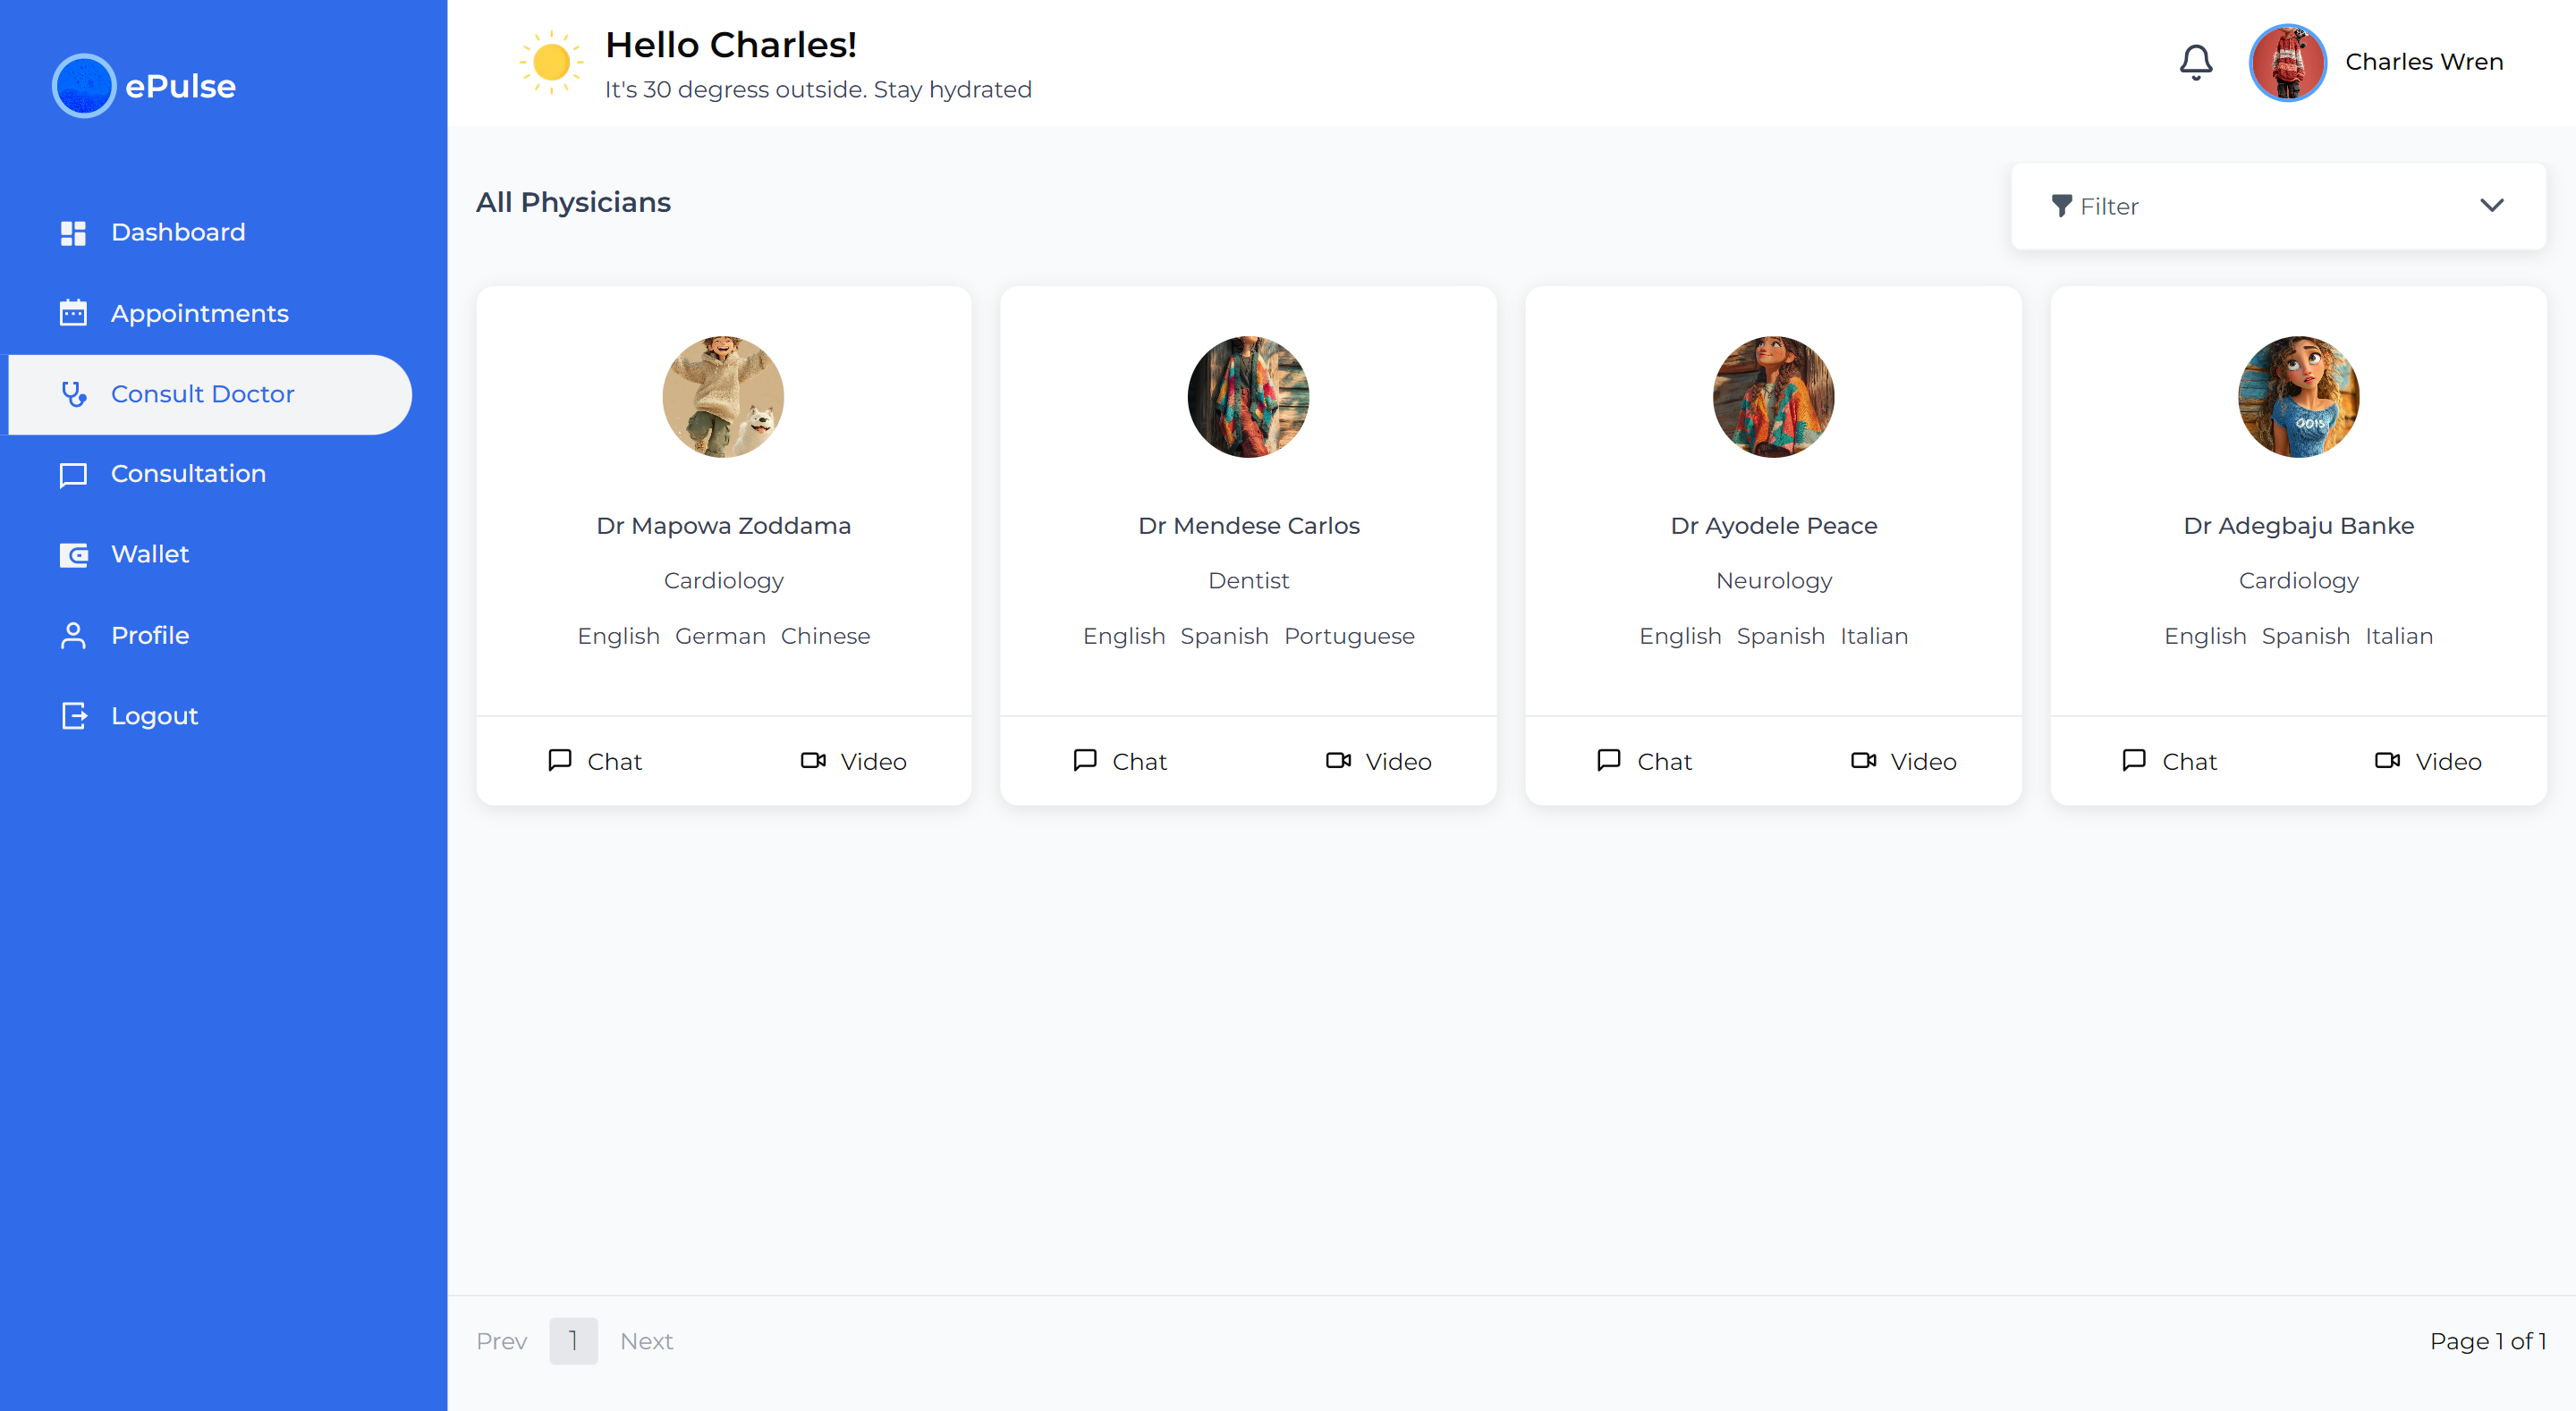 ePulse
Dashboard
Appointments
Consult Doctor
Consultation
Wallet
Profile
Logout
Hello Charles!
It's 30 degress outside. Stay hydrated
Charles Wren
All Physicians
Filter
Dr Mapowa Zoddama
Cardiology
English German Chinese
Chat Video
Dr Mendese Carlos
Dentist
English Spanish Portuguese
Chat Video
Dr Ayodele Peace
Neurology
English Spanish Italian
Chat Video
Dr Adegbaju Banke
Cardiology
English Spanish Italian
Chat Video
Prev 1 Next
Page 1 of 1